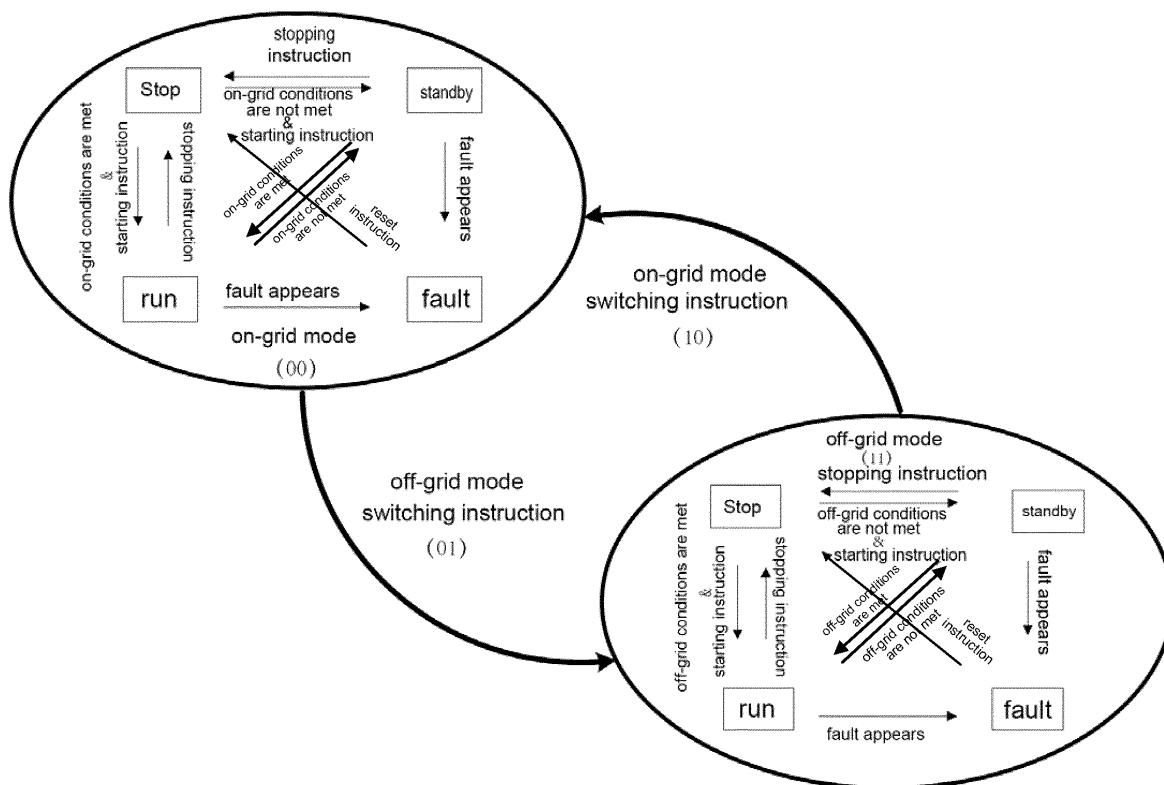 stopping
instruction
Stop
standby
on-grid conditions
are not met
&
starting instruction
on-grid conditions are met
&
starting instruction
stopping instruction
on-grid conditions
are met
on-grid conditions
are not met
reset
instruction
fault appears
run
fault appears
fault
on-grid mode
(00)
on-grid mode
switching instruction
(10)
off-grid mode
switching instruction
(01)
off-grid mode
(11)
stopping instruction
Stop
standby
off-grid conditions
are not met
&
starting instruction
off-grid conditions are met
&
starting instruction
stopping instruction
off-grid conditions
are met
off-grid conditions
are not met
reset
instruction
fault appears
run
fault appears
fault